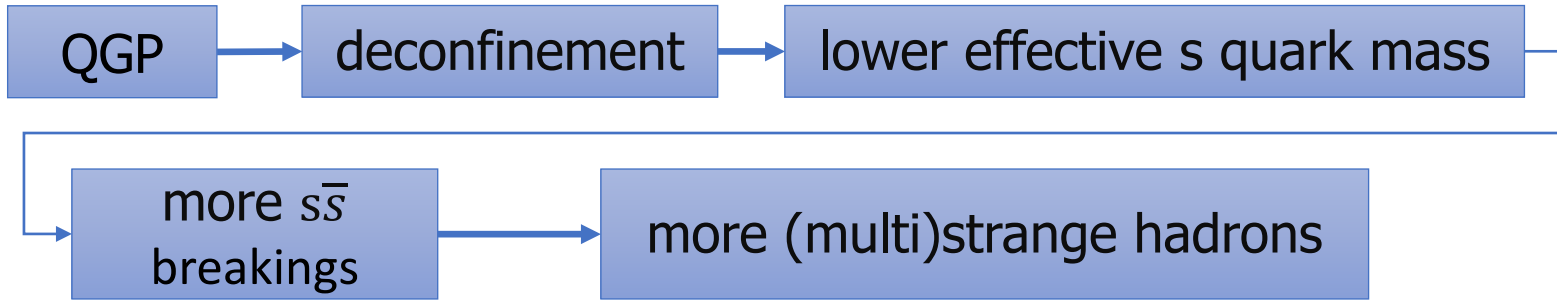 QGP
deconfinement
lower effective s quark mass
more ss̅
breakings
more (multi)strange hadrons